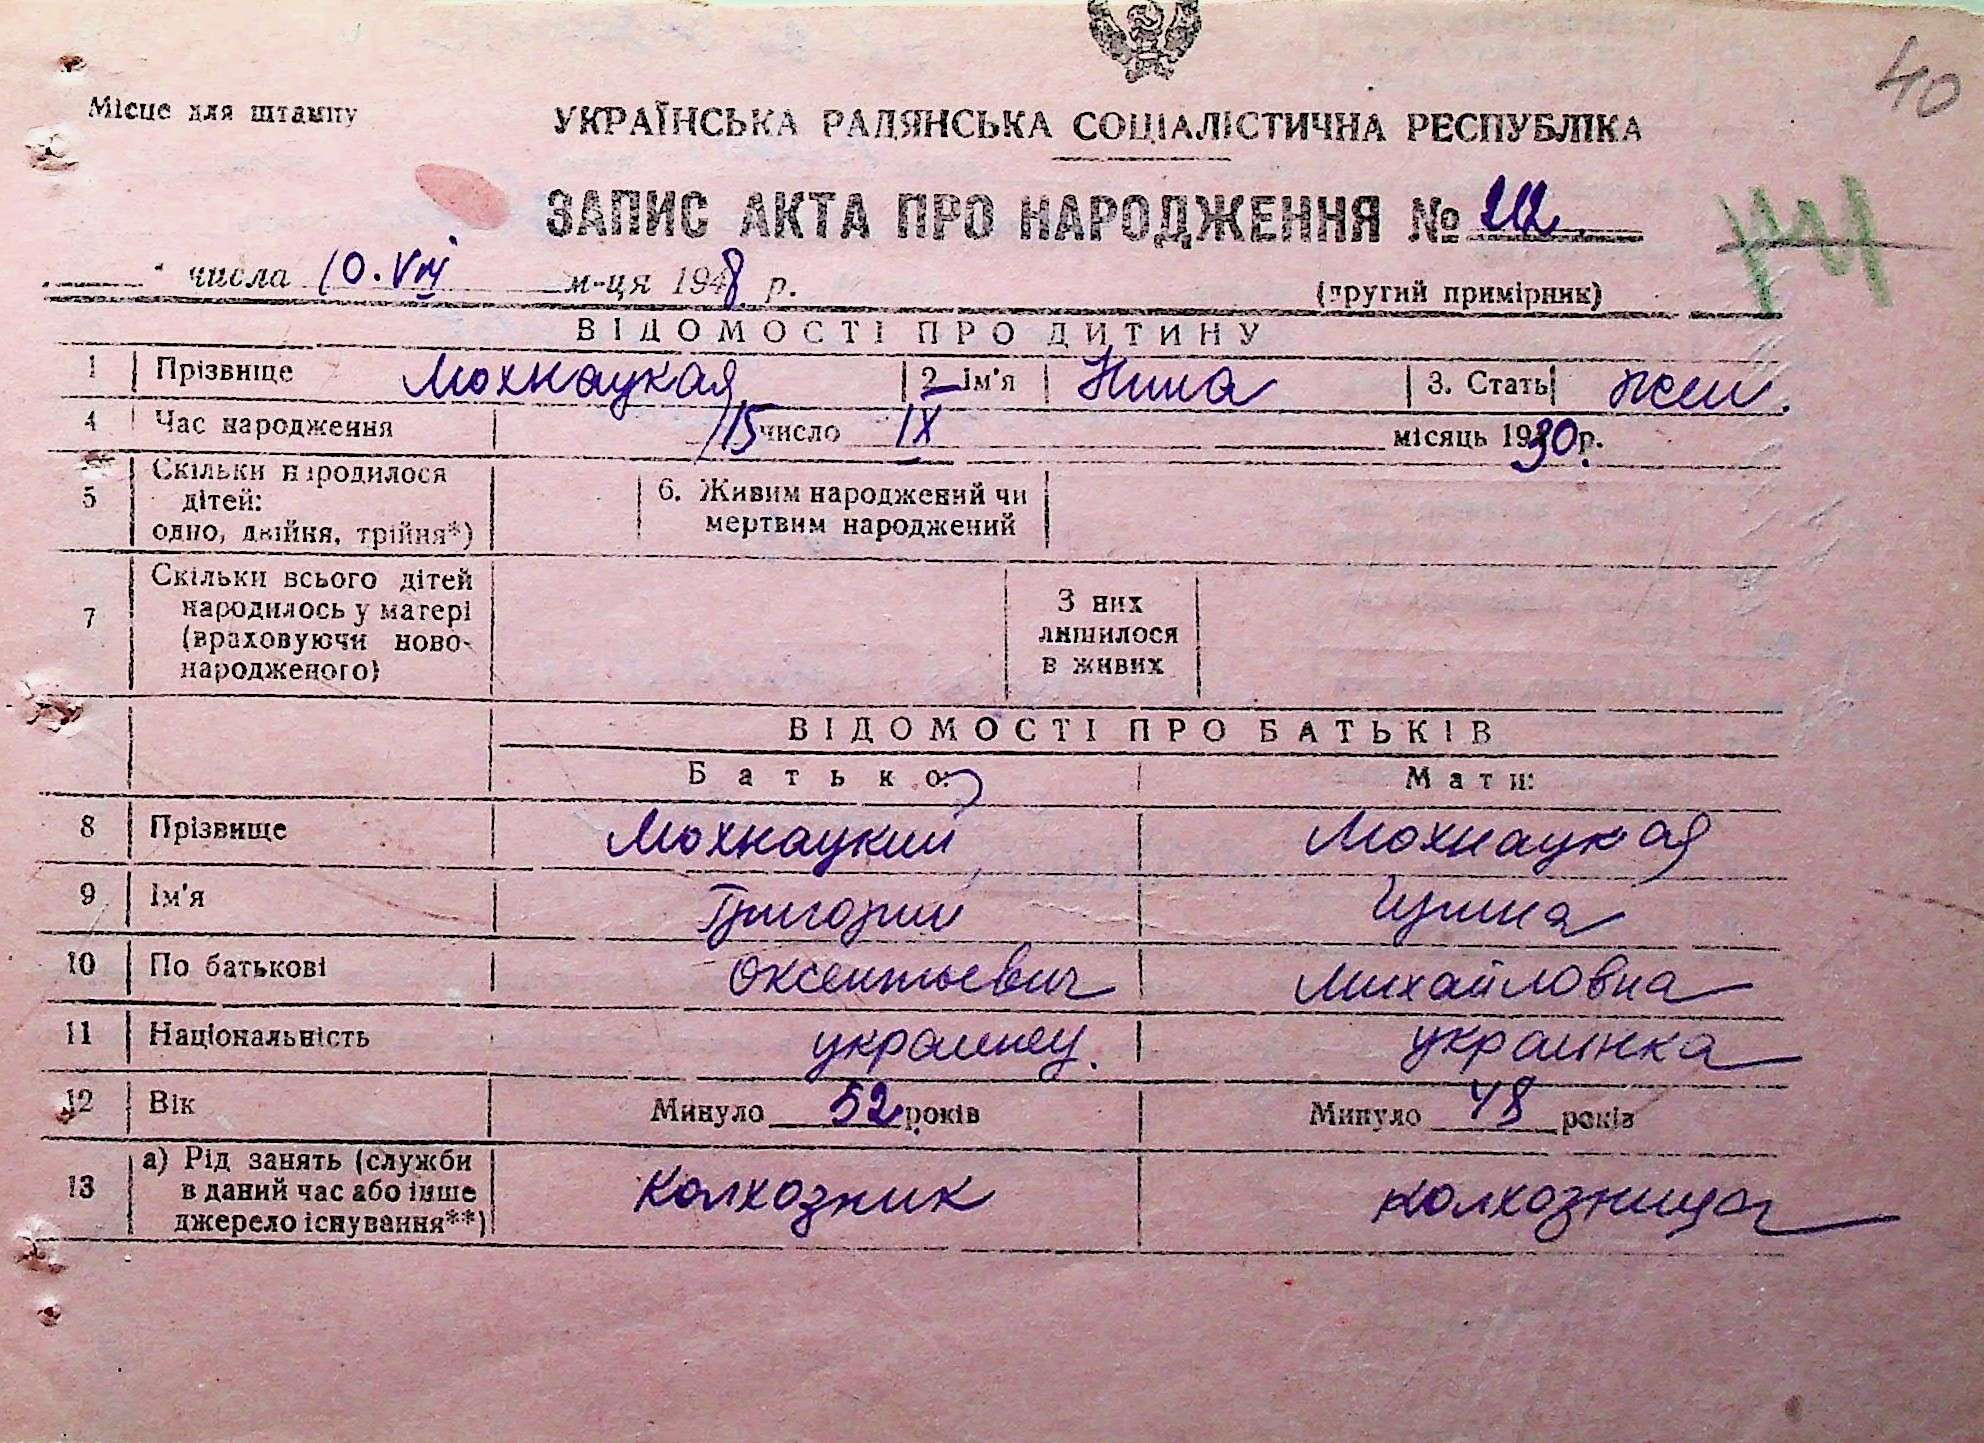 40
Місце для штампу
УКРАЇНСЬКА РАДЯНСЬКА СОЦІАЛІСТИЧНА РЕСПУБЛІКА
ЗАПИС АКТА ПРО НАРОДЖЕННЯ №
числа 10. м-ця 1948 р.
(другий примірник)
ВІДОМОСТІ ПРО ДИТИНУ
1 Прізвище Мохнацкая 2 Ім'я Нина 3. Стать жен.
4 Час народження 15 число IX місяць 1930 р.
5 Скільки народилося
дітей:
одно, двійня, трійня*)
6. Живим народжений чи
мертвим народжений
7 Скільки всього дітей
народилось у матері
(враховуючи ново-
народженого)
З них
лишилося
в живих
ВІДОМОСТІ ПРО БАТЬКІВ
Батько: Мати:
8 Прізвище Мохнацкий Мохнацкая
9 Ім'я Григорий Ирина
10 По батькові Оксентьевич Михайловна
11 Національність украинец. украинка
12 Вік Минуло 52 років Минуло 48 років
13 а) Рід занять (служби
в даний час або інше
джерело існування**)
колхозник колхозница